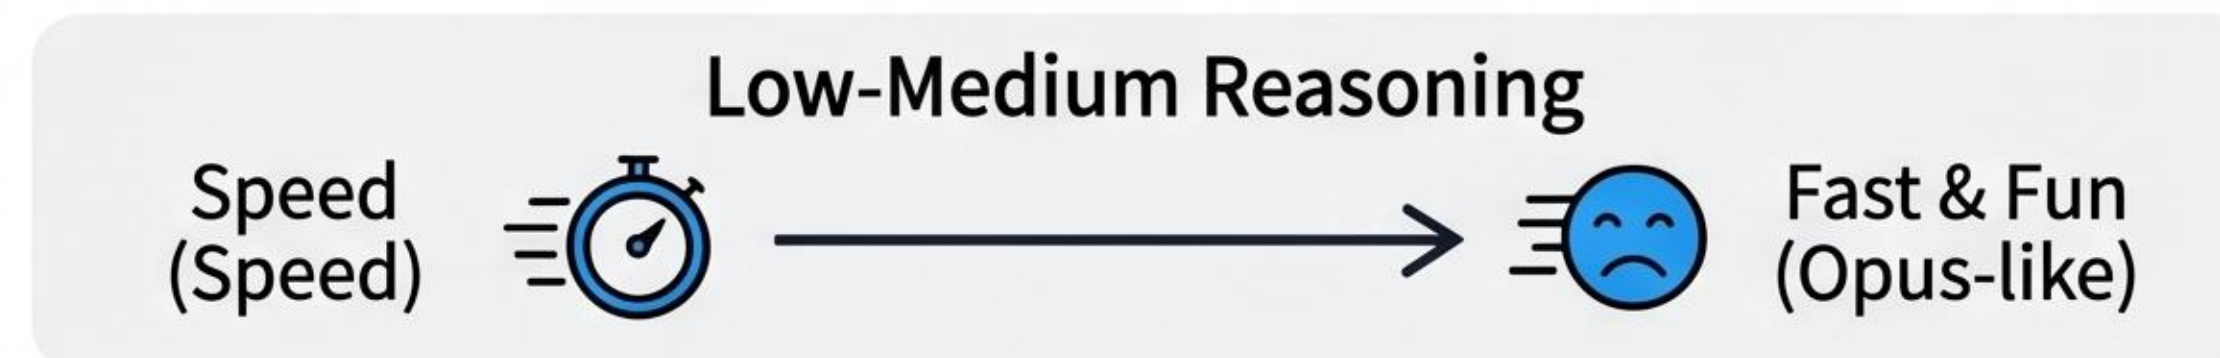 Low-Medium Reasoning
Speed
(Speed)
Fast & Fun
(Opus-like)